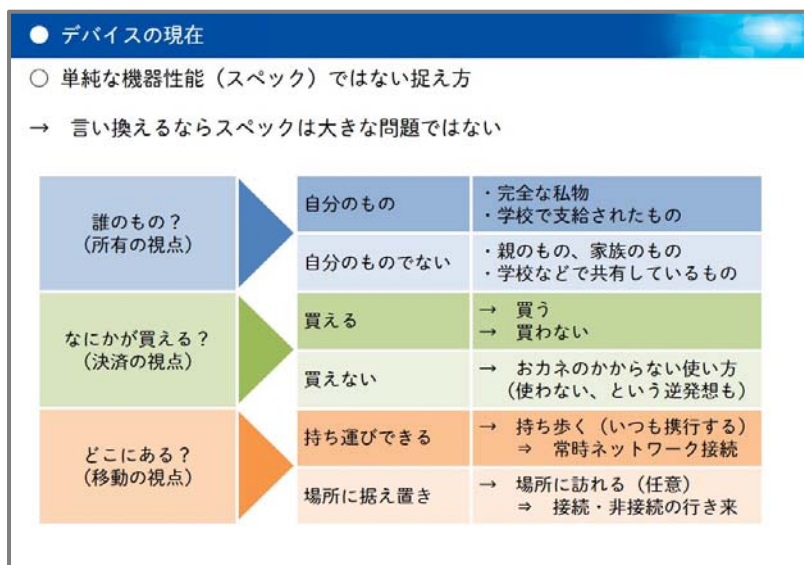 ● デバイスの現在
○ 単純な機器性能（スペック）ではない捉え方
→ 言い換えるならスペックは大きな問題ではない
誰のもの？
（所有の視点）
自分のもの
・完全な私物
・学校で支給されたもの
自分のものでない
・親のもの、家族のもの
・学校などで共有しているもの
なにかが買える？
（決済の視点）
買える
→ 買う
→ 買わない
買えない
→ おカネのかからない使い方
（使わない、という逆発想も）
どこにある？
（移動の視点）
持ち運びできる
→ 持ち歩く（いつも携行する）
⇒ 常時ネットワーク接続
場所に据え置き
→ 場所に訪れる（任意）
⇒ 接続・非接続の行き来